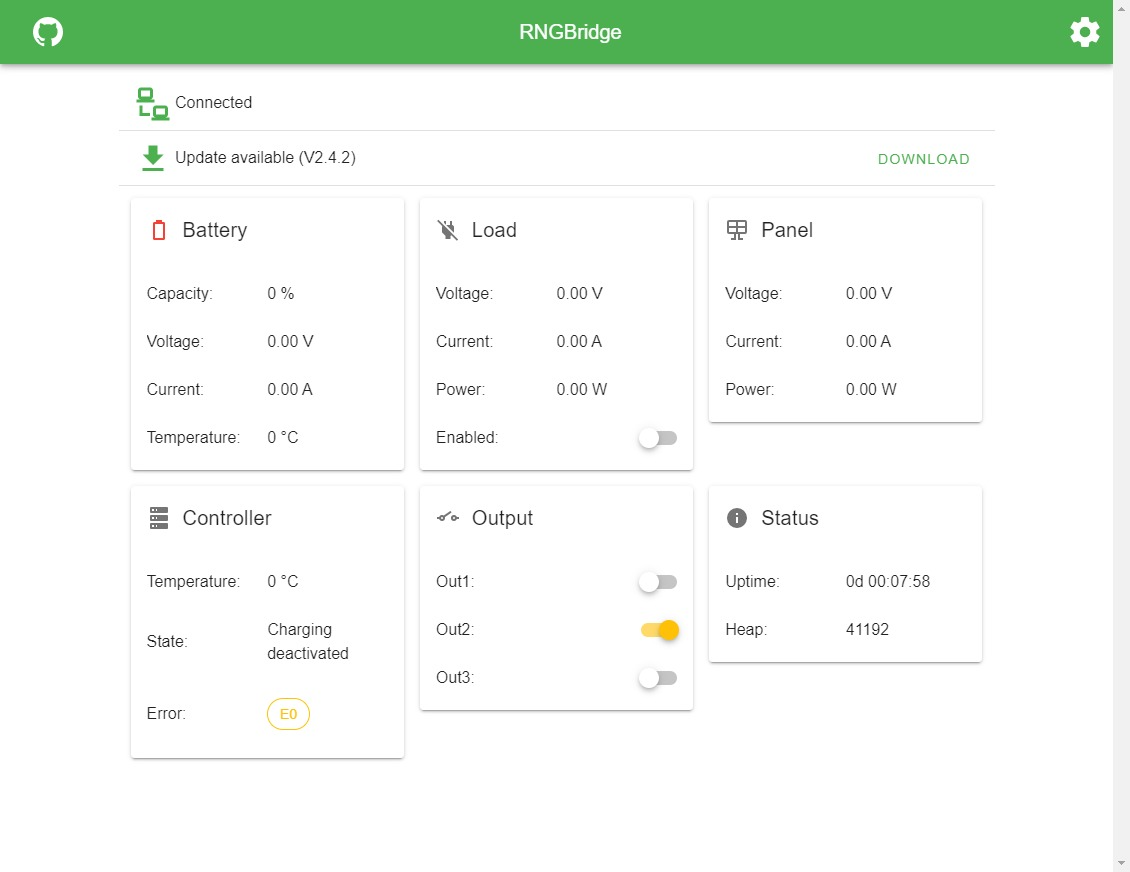 RNGBridge
Connected
Update available (V2.4.2)
DOWNLOAD
Battery
Capacity: 0 %
Voltage: 0.00 V
Current: 0.00 A
Temperature: 0 °C
Load
Voltage: 0.00 V
Current: 0.00 A
Power: 0.00 W
Enabled:
Panel
Voltage: 0.00 V
Current: 0.00 A
Power: 0.00 W
Controller
Temperature: 0 °C
State: Charging
deactivated
Error: E0
Output
Out1:
Out2:
Out3:
Status
Uptime: 0d 00:07:58
Heap: 41192